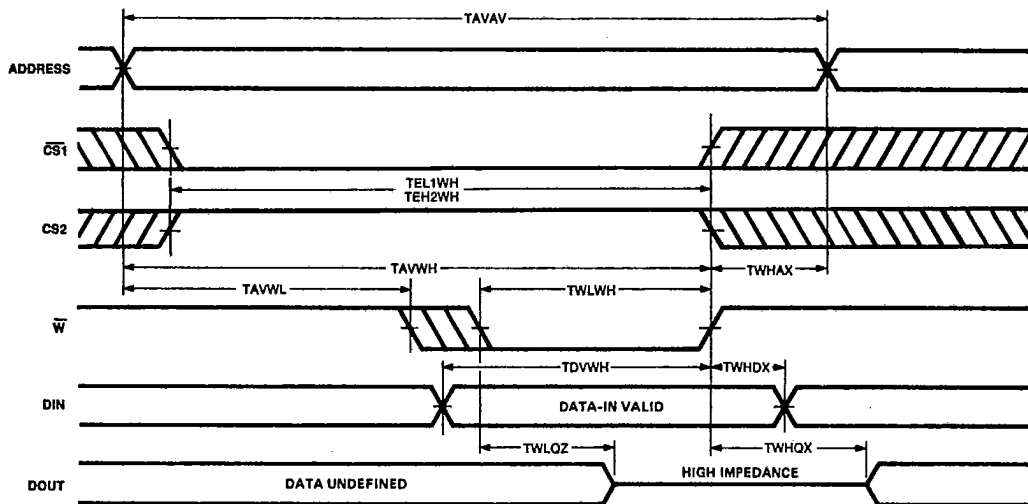 TAVAV
ADDRESS
CS1
TEL1WH
TEH2WH
CS2
TAVWH
TWHAX
TAVWL
TWLWH
W
TDVWH
TWHDX
DIN
DATA-IN VALID
TWLQZ
TWHQX
DOUT
DATA UNDEFINED
HIGH IMPEDANCE